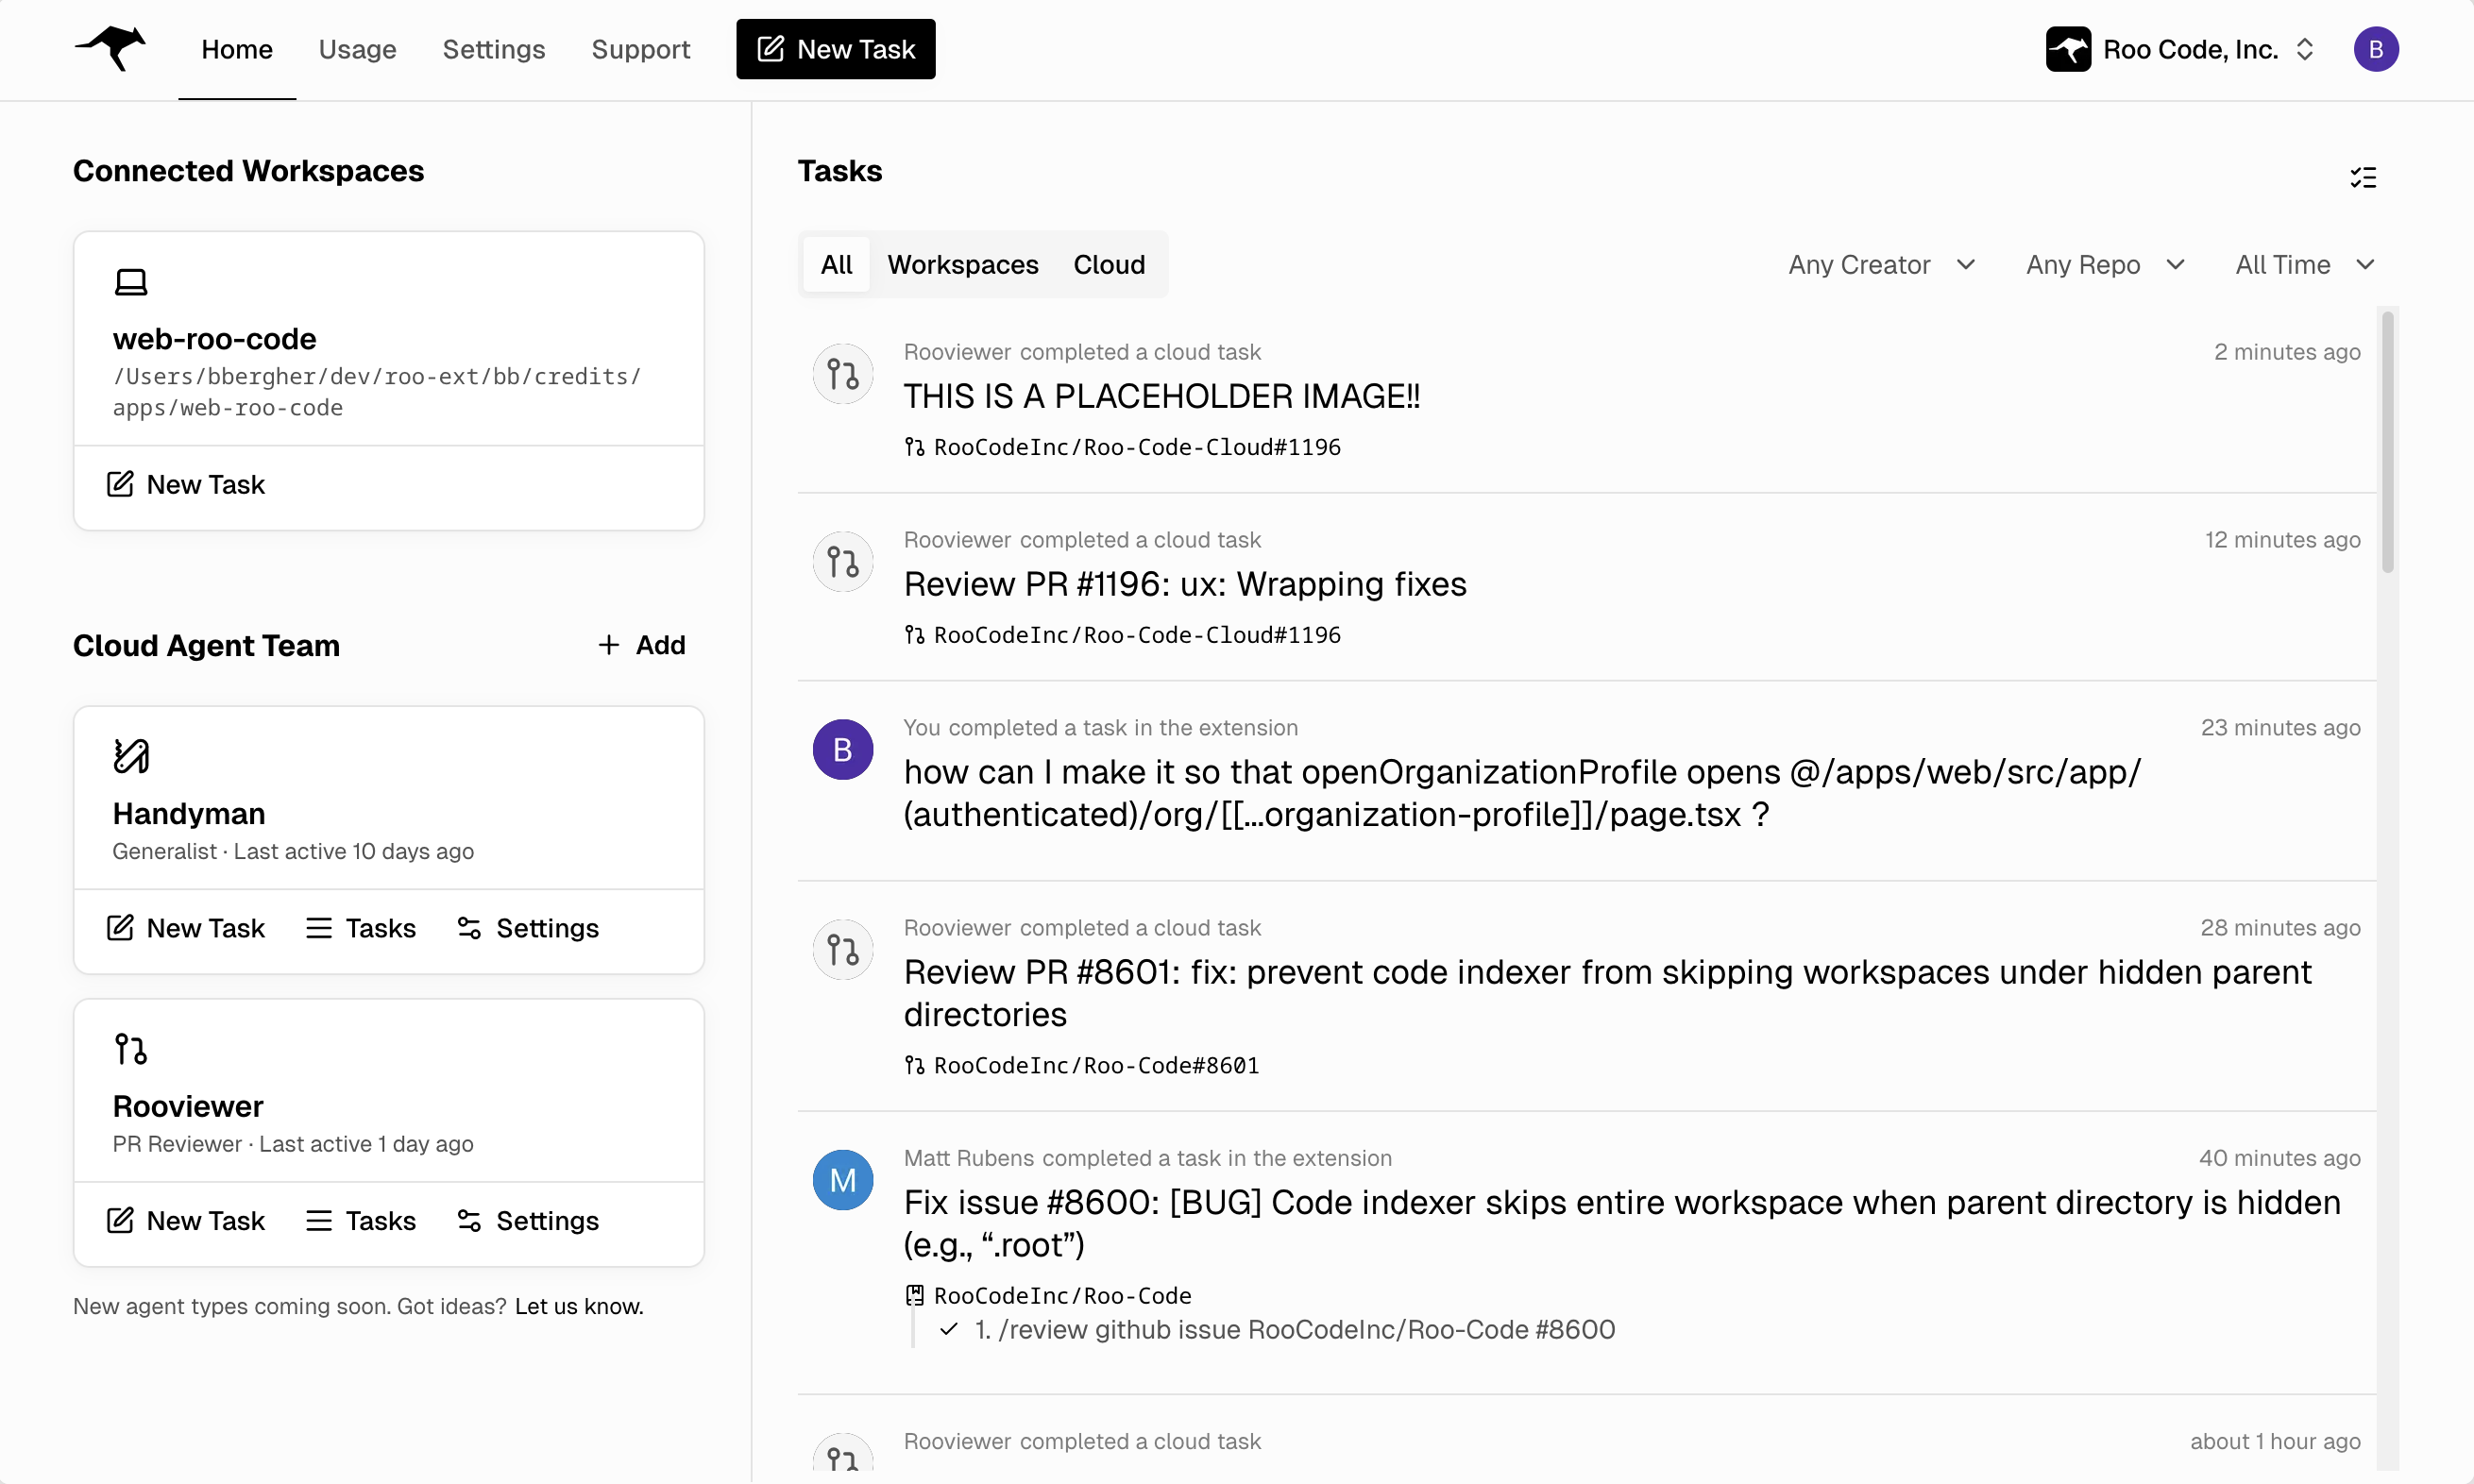 Home
Usage
Settings
Support
New Task
Roo Code, Inc.
B
Connected Workspaces
web-roo-code
/Users/bbergher/dev/roo-ext/bb/credits/
apps/web-roo-code
New Task
Cloud Agent Team
Add
Handyman
Generalist · Last active 10 days ago
New Task
Tasks
Settings
Rooviewer
PR Reviewer · Last active 1 day ago
New Task
Tasks
Settings
New agent types coming soon. Got ideas? Let us know.
Tasks
All
Workspaces
Cloud
Any Creator
Any Repo
All Time
Rooviewer completed a cloud task
2 minutes ago
THIS IS A PLACEHOLDER IMAGE!!
RooCodeInc/Roo-Code-Cloud#1196
Rooviewer completed a cloud task
12 minutes ago
Review PR #1196: ux: Wrapping fixes
RooCodeInc/Roo-Code-Cloud#1196
B
You completed a task in the extension
23 minutes ago
how can I make it so that openOrganizationProfile opens @/apps/web/src/app/
(authenticated)/org/[[...organization-profile]]/page.tsx ?
Rooviewer completed a cloud task
28 minutes ago
Review PR #8601: fix: prevent code indexer from skipping workspaces under hidden parent
directories
RooCodeInc/Roo-Code#8601
M
Matt Rubens completed a task in the extension
40 minutes ago
Fix issue #8600: [BUG] Code indexer skips entire workspace when parent directory is hidden
(e.g., “.root”)
RooCodeInc/Roo-Code
1. /review github issue RooCodeInc/Roo-Code #8600
Rooviewer completed a cloud task
about 1 hour ago